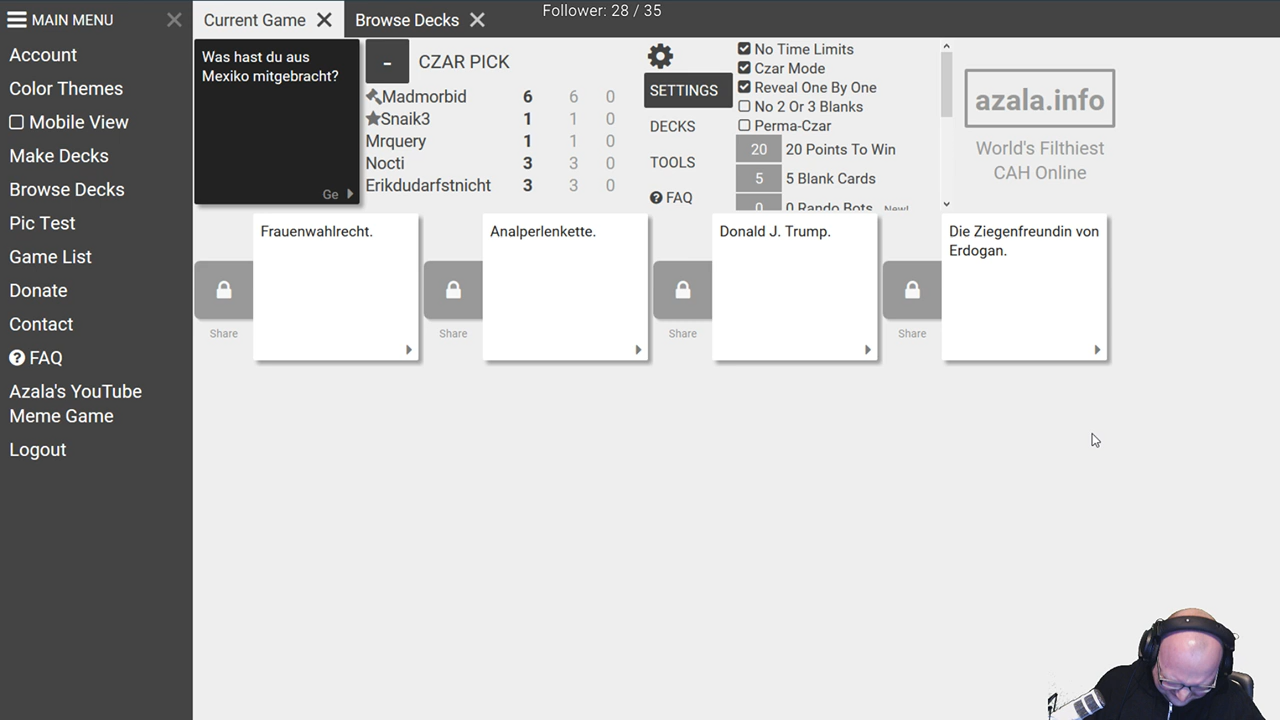 Follower: 28 / 35
MAIN MENU
Account
Color Themes
Mobile View
Make Decks
Browse Decks
Pic Test
Game List
Donate
Contact
FAQ
Azala's YouTube
Meme Game
Logout
Current Game
Browse Decks
Was hast du aus
Mexiko mitgebracht?
Ge
-
CZAR PICK
Madmorbid 6 6 0
Snaik3 1 1 0
Mrquery 1 1 0
Nocti 3 3 0
Erikdudarfstnicht 3 3 0
SETTINGS
DECKS
TOOLS
FAQ
No Time Limits
Czar Mode
Reveal One By One
No 2 Or 3 Blanks
Perma-Czar
20 20 Points To Win
5 5 Blank Cards
0 0 Rando Bots New!
azala.info
World's Filthiest
CAH Online
Share
Frauenwahlrecht.
Share
Analperlenkette.
Share
Donald J. Trump.
Share
Die Ziegenfreundin von
Erdogan.